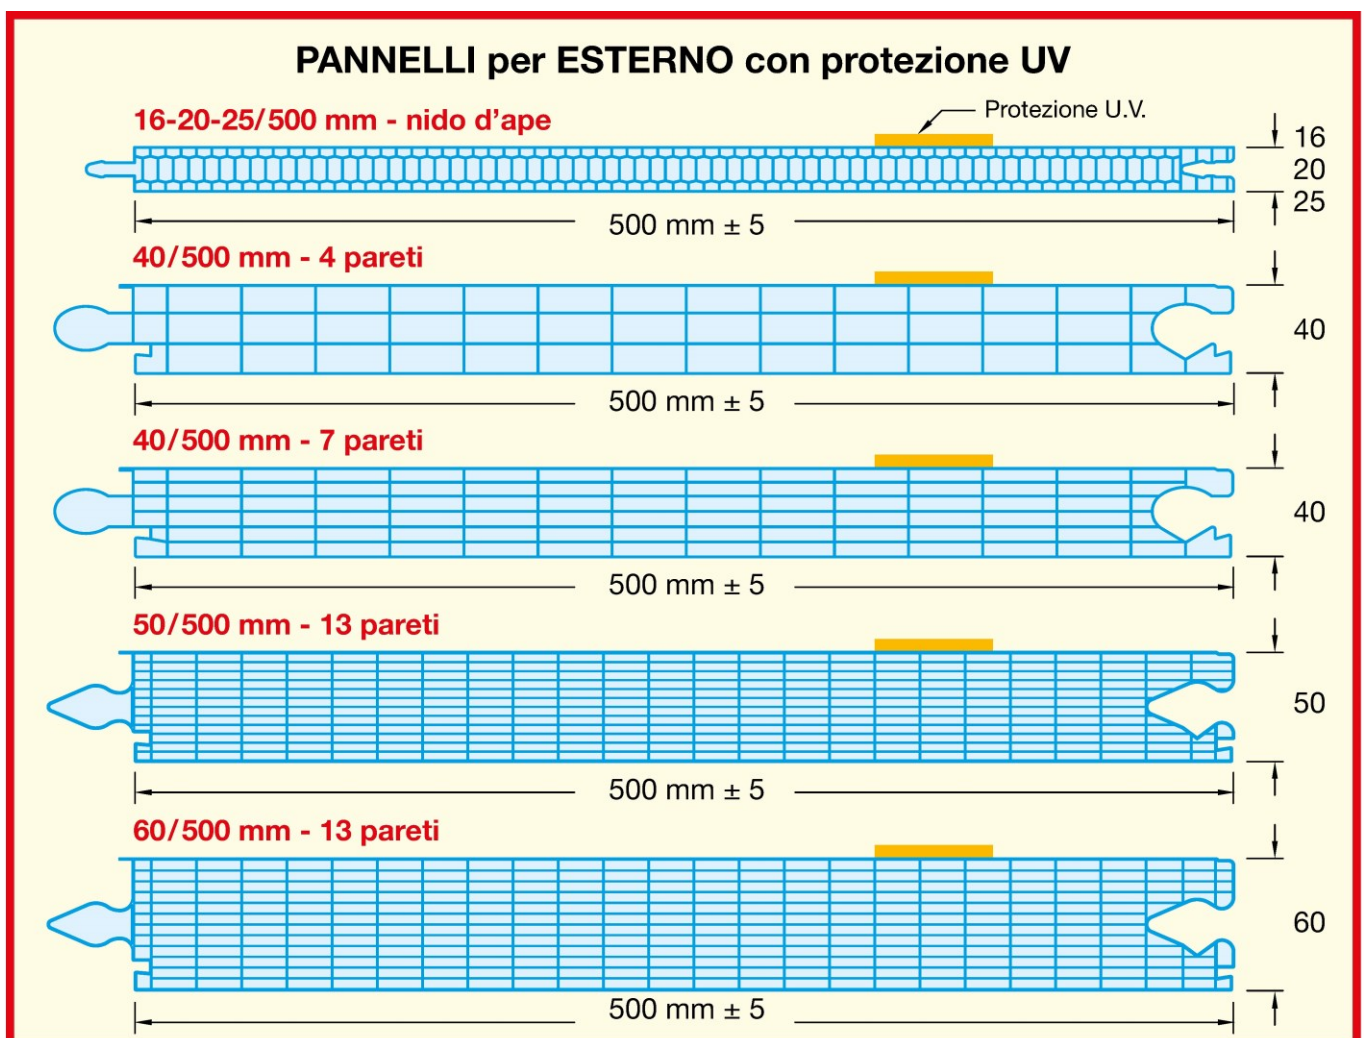 PANNELLI per ESTERNO con protezione UV
16-20-25/500 mm - nido d'ape
Protezione U.V.
16
20
25
500 mm ± 5
40/500 mm - 4 pareti
40
500 mm ± 5
40/500 mm - 7 pareti
40
500 mm ± 5
50/500 mm - 13 pareti
50
500 mm ± 5
60/500 mm - 13 pareti
60
500 mm ± 5